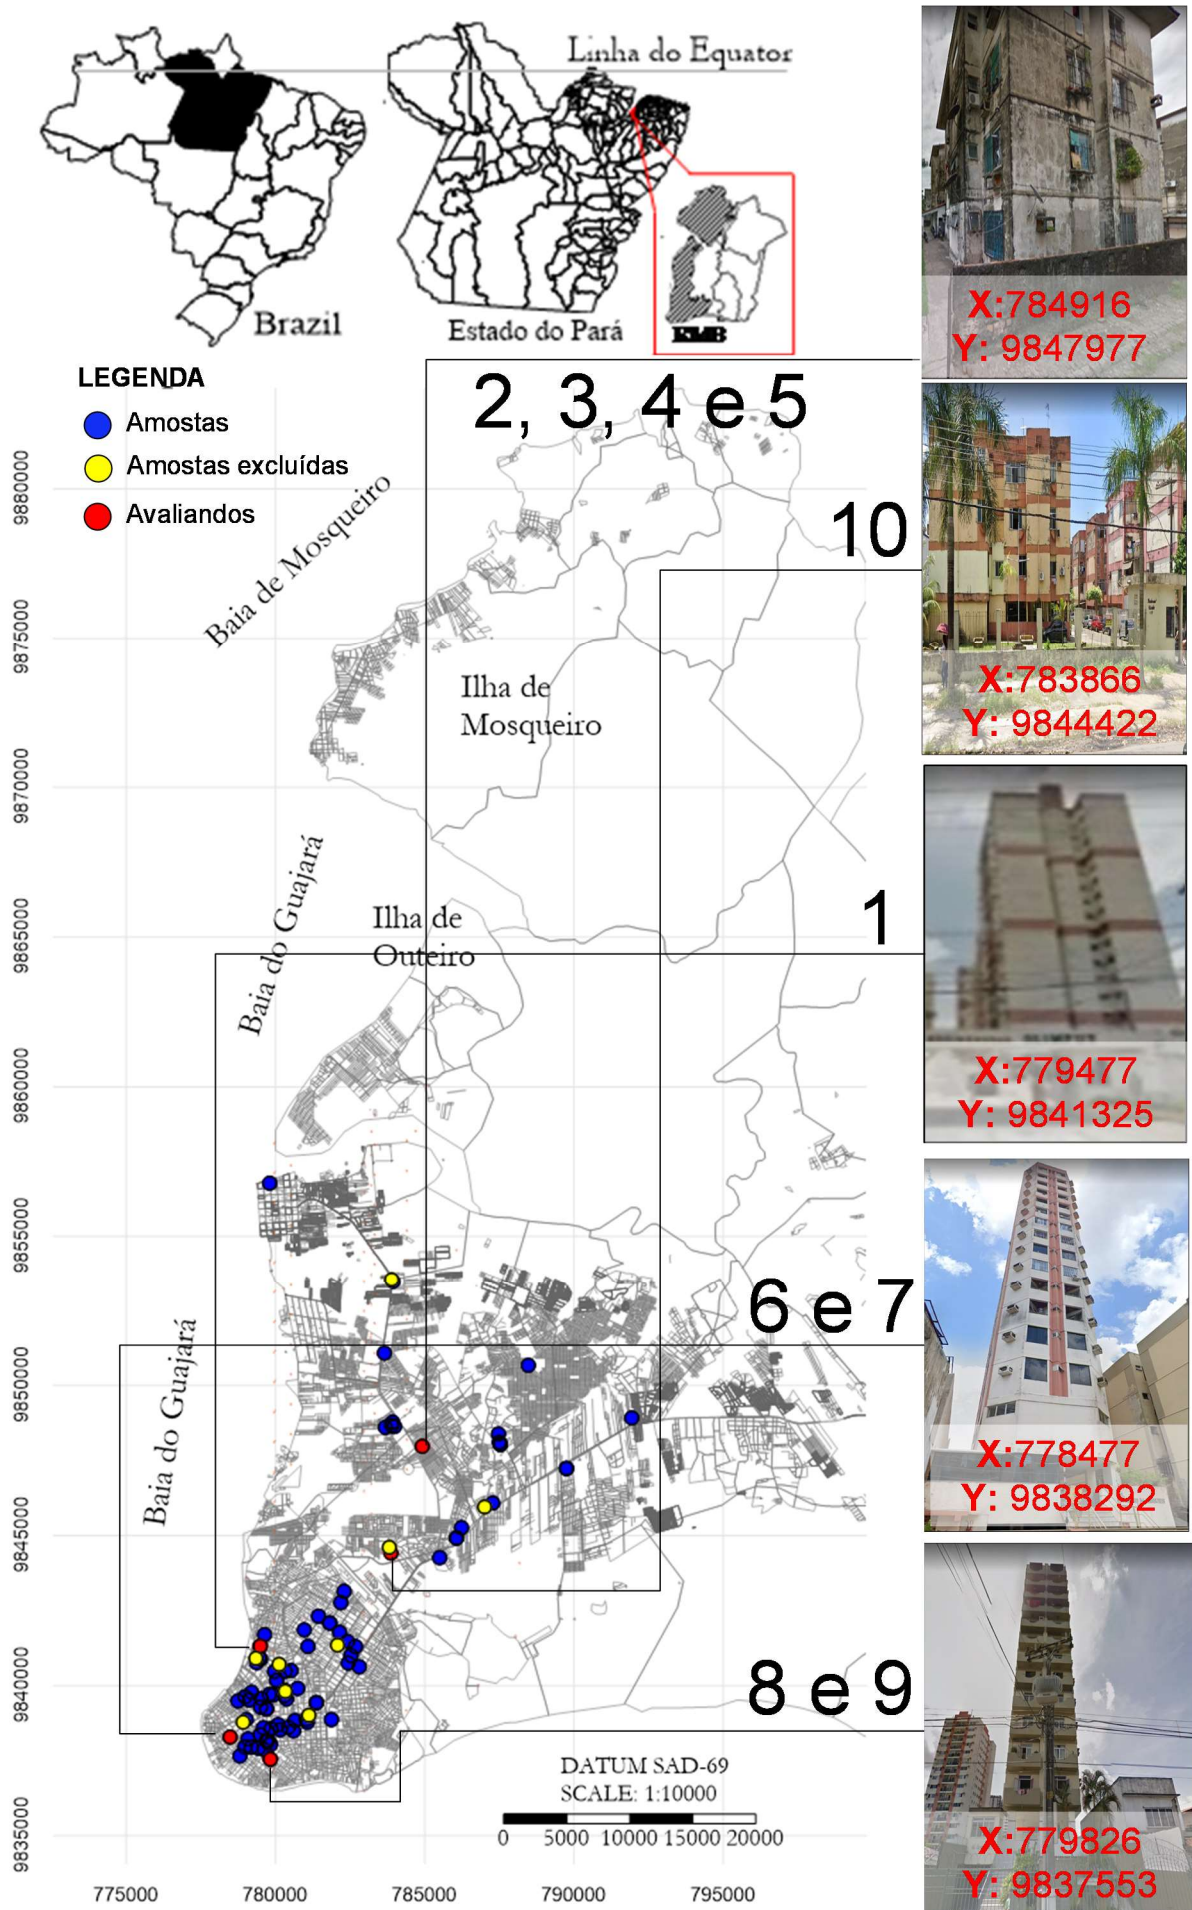 Linha do Equator
Brazil
Estado do Pará
RMB
X:784916
Y: 9847977
LEGENDA
Amostas
Amostas excluídas
Avaliandos
2, 3, 4 e 5
10
1
6 e 7
8 e 9
X:783866
Y: 9844422
X:779477
Y: 9841325
X:778477
Y: 9838292
X:779826
Y: 9837553
Baia de Mosqueiro
Ilha de
Mosqueiro
Baia do Guajará
Ilha de
Outeiro
Baia do Guajará
9880000
9875000
9870000
9865000
9860000
9855000
9850000
9845000
9840000
9835000
DATUM SAD-69
SCALE: 1:10000
0 5000 10000 15000 20000
775000 780000 785000 790000 795000